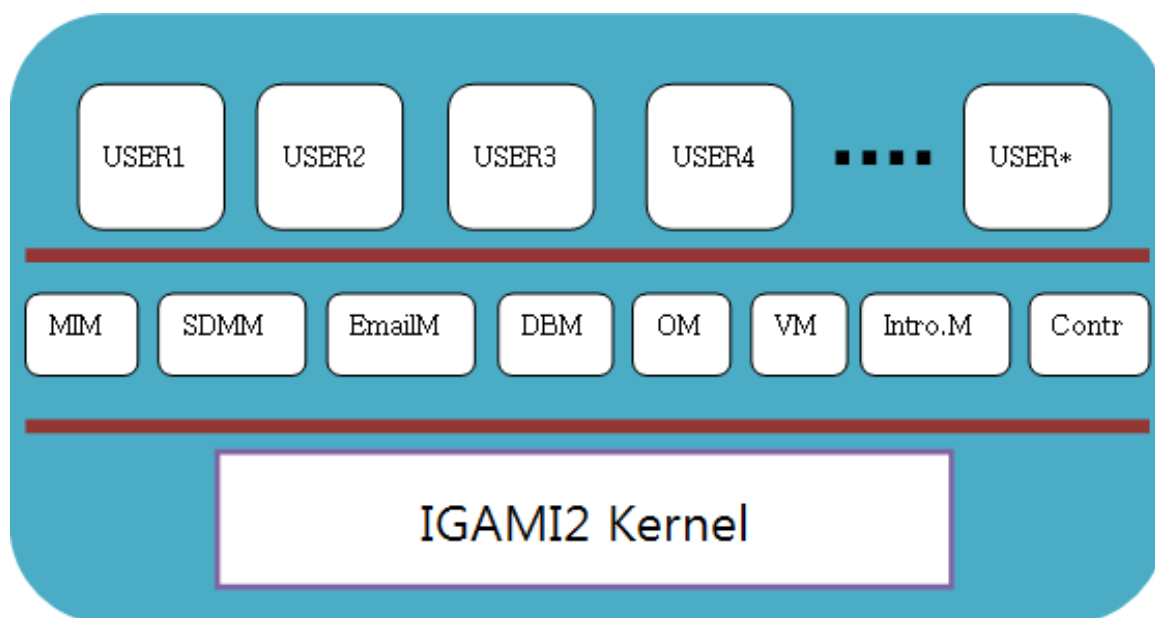 USER1 USER2 USER3 USER4 USER*
MIM SDMM EmailM DBM OM VM Intro.M Contr
IGAMI2 Kernel